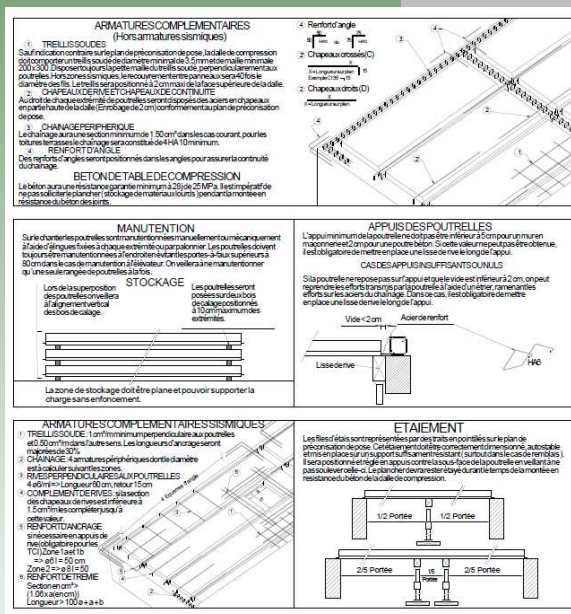 ARMATURES COMPLEMENTAIRES
(Hors armatures sismiques)
① TREILLIS SOUDES
Sauf indication contraire sur le plan de préconisation de pose, la dalle de compression
doit comporter un treillis soudé de diamètre minimal de 3,5 mm et de maille minimale
200 x 300. Disposer toujours la petite maille du treillis soudé, perpendiculairement aux
poutrelles. Hors zones sismiques, le recouvrement entre panneaux sera 40 fois le
diamètre des fils. Le treillis sera positionné à 2 cm maxi de la face supérieure de la dalle.
② CHAPEAUX DE RIVE ET CHAPEAUX DE CONTINUITE
Au droit de chaque extrémité de poutrelles seront disposés des aciers en chapeaux
en partie haute de la dalle (Enrobage de 2 cm) conformément au plan de préconisation
de pose.
③ CHAINAGE PERIPHERIQUE
Le chaînage aura une section minimum de 1.50 cm² dans les cas courant, pour les
toitures terrasses le chaînage sera constitué de 4 HA 10 minimum.
④ RENFORT D'ANGLE
Des renforts d'angles seront positionnés dans les angles pour assurer la continuité
du chaînage.
BETON DE TABLE DE COMPRESSION
Le béton aura une résistance garantie minimum à 28 j de 25 MPa. Il est impératif de
ne pas solliciter le plancher (stockage de materiaux lourds) pendant la montée en
résistance du béton des joints.
④ Renfort d'angle
② Chapeaux crossés (C)
X
X = Longueur sur plan
15
② Chapeaux droits (D)
X
X = Longueur sur plan
MANUTENTION
Sur le chantier les poutrelles sont manutentionnées manuellement ou mécaniquement
à l'aide d'élingues fixées à chaque extrémité ou par palonnier. Les poutrelles doivent
toujours être manutentionnées à l'endroit en évitant les portes-à-faux supérieurs à
80 cm dans le cas de manutention à l'élévateur. On veillera à ne manutentionner
qu'une seule rangée de poutrelles à la fois.
STOCKAGE
Lors de la superposition
des poutrelles on veillera
à l'alignement vertical
des bois de calage.
Les poutrelles seront
posées sur deux bois
de calage positionnés
à 10 cm maximum des
extrémités.
La zone de stockage doit être plane et pouvoir supporter la
charge sans enfoncement.
APPUIS DES POUTRELLES
L'appui minimum de la poutrelle ne doit pas être inférieur à 5 cm pour un mur en
maçonnerie et 2 cm pour une poutre béton. Si cette valeur ne peut pas être obtenue,
il est obligatoire de mettre en place une lisse de rive le long de l'appui.
CAS DES APPUIS INSUFFISANTS OU NULS
Si la poutrelle ne repose pas sur l'appui et que le vide est inférieur à 2 cm, on peut
reprendre les efforts transmis par la poutrelle à l'aide d'un étrier, ramenant les
efforts sur les aciers du chaînage. Dans ce cas, il est obligatoire de mettre
en place une lisse de rive le long de l'appui.
Vide < 2 cm
Acier de renfort
Lisse de rive
HA6
ARMATURES COMPLEMENTAIRES SISMIQUES
① TREILLIS SOUDE : 1 cm²/m minimum perpendiculaire aux poutrelles
et 0.50 cm²/m dans l'autre sens. Les longueurs d'ancrage seront
majorées de 30%.
② CHAINAGE : 4 armatures périphériques dont le diamètre
est à calculer suivant les zones.
③ RIVES PERPENDICULAIRES AUX POUTRELLES
4 ø6/ml => Longueur 60 cm, retour 15 cm
④ COMPLEMENT DE RIVES : si la section
des chapeaux de rives est inférieure à
1.5 cm²/m les compléter jusqu'à
cette valeur.
⑤ RENFORT D'ANCRAGE
si nécessaire en appuis de
rive (obligatoire pour les
TCI) Zone 1a et 1b
=> ø6 l = 50 cm
Zone 2 => ø8 l = 50
⑥ RENFORT DE TREMIE
Section en cm² >
(1.06 x a (en cm))
Longueur > 100 ø + a + b
ETAIEMENT
Les files d'étais sont représentées par des traits en pointillés sur le plan de
préconisation de pose. Cet étaiement doit être correctement dimensionné, autostable
et mis en place sur un support suffisamment résistant (surtout dans le cas de remblais).
Il sera positionné et réglé en appuis contre la sous-face de la poutrelle en veillant à ne
pas soulever celle-ci. Le plancher devra rester étayé durant le temps de la montée en
résistance du béton de la dalle de compression.
1/2 Portée
1/2 Portée
2/5 Portée
1/5
Portée
2/5 Portée